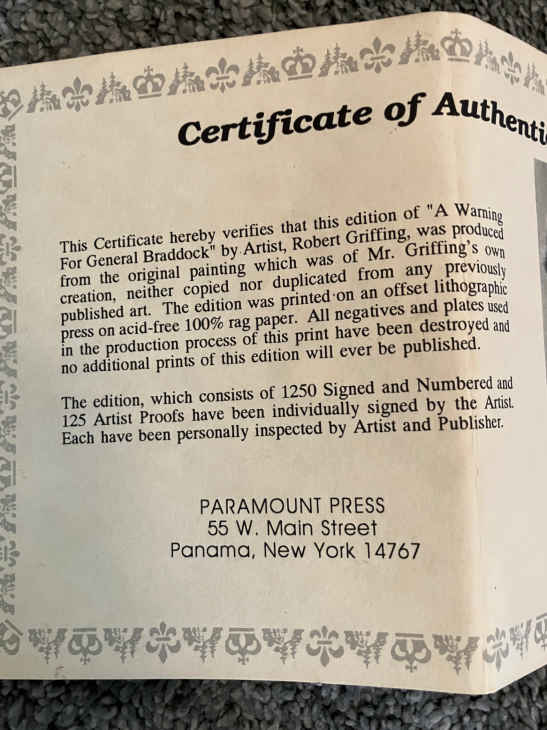 Certificate of Authenti
This Certificate hereby verifies that this edition of "A Warning
For General Braddock" by Artist, Robert Griffing, was produced
from the original painting which was of Mr. Griffing's own
creation, neither copied nor duplicated from any previously
published art. The edition was printed on an offset lithographic
press on acid-free 100% rag paper. All negatives and plates used
in the production process of this print have been destroyed and
no additional prints of this edition will ever be published.
The edition, which consists of 1250 Signed and Numbered and
125 Artist Proofs have been individually signed by the Artist.
Each have been personally inspected by Artist and Publisher.
PARAMOUNT PRESS
55 W. Main Street
Panama, New York 14767